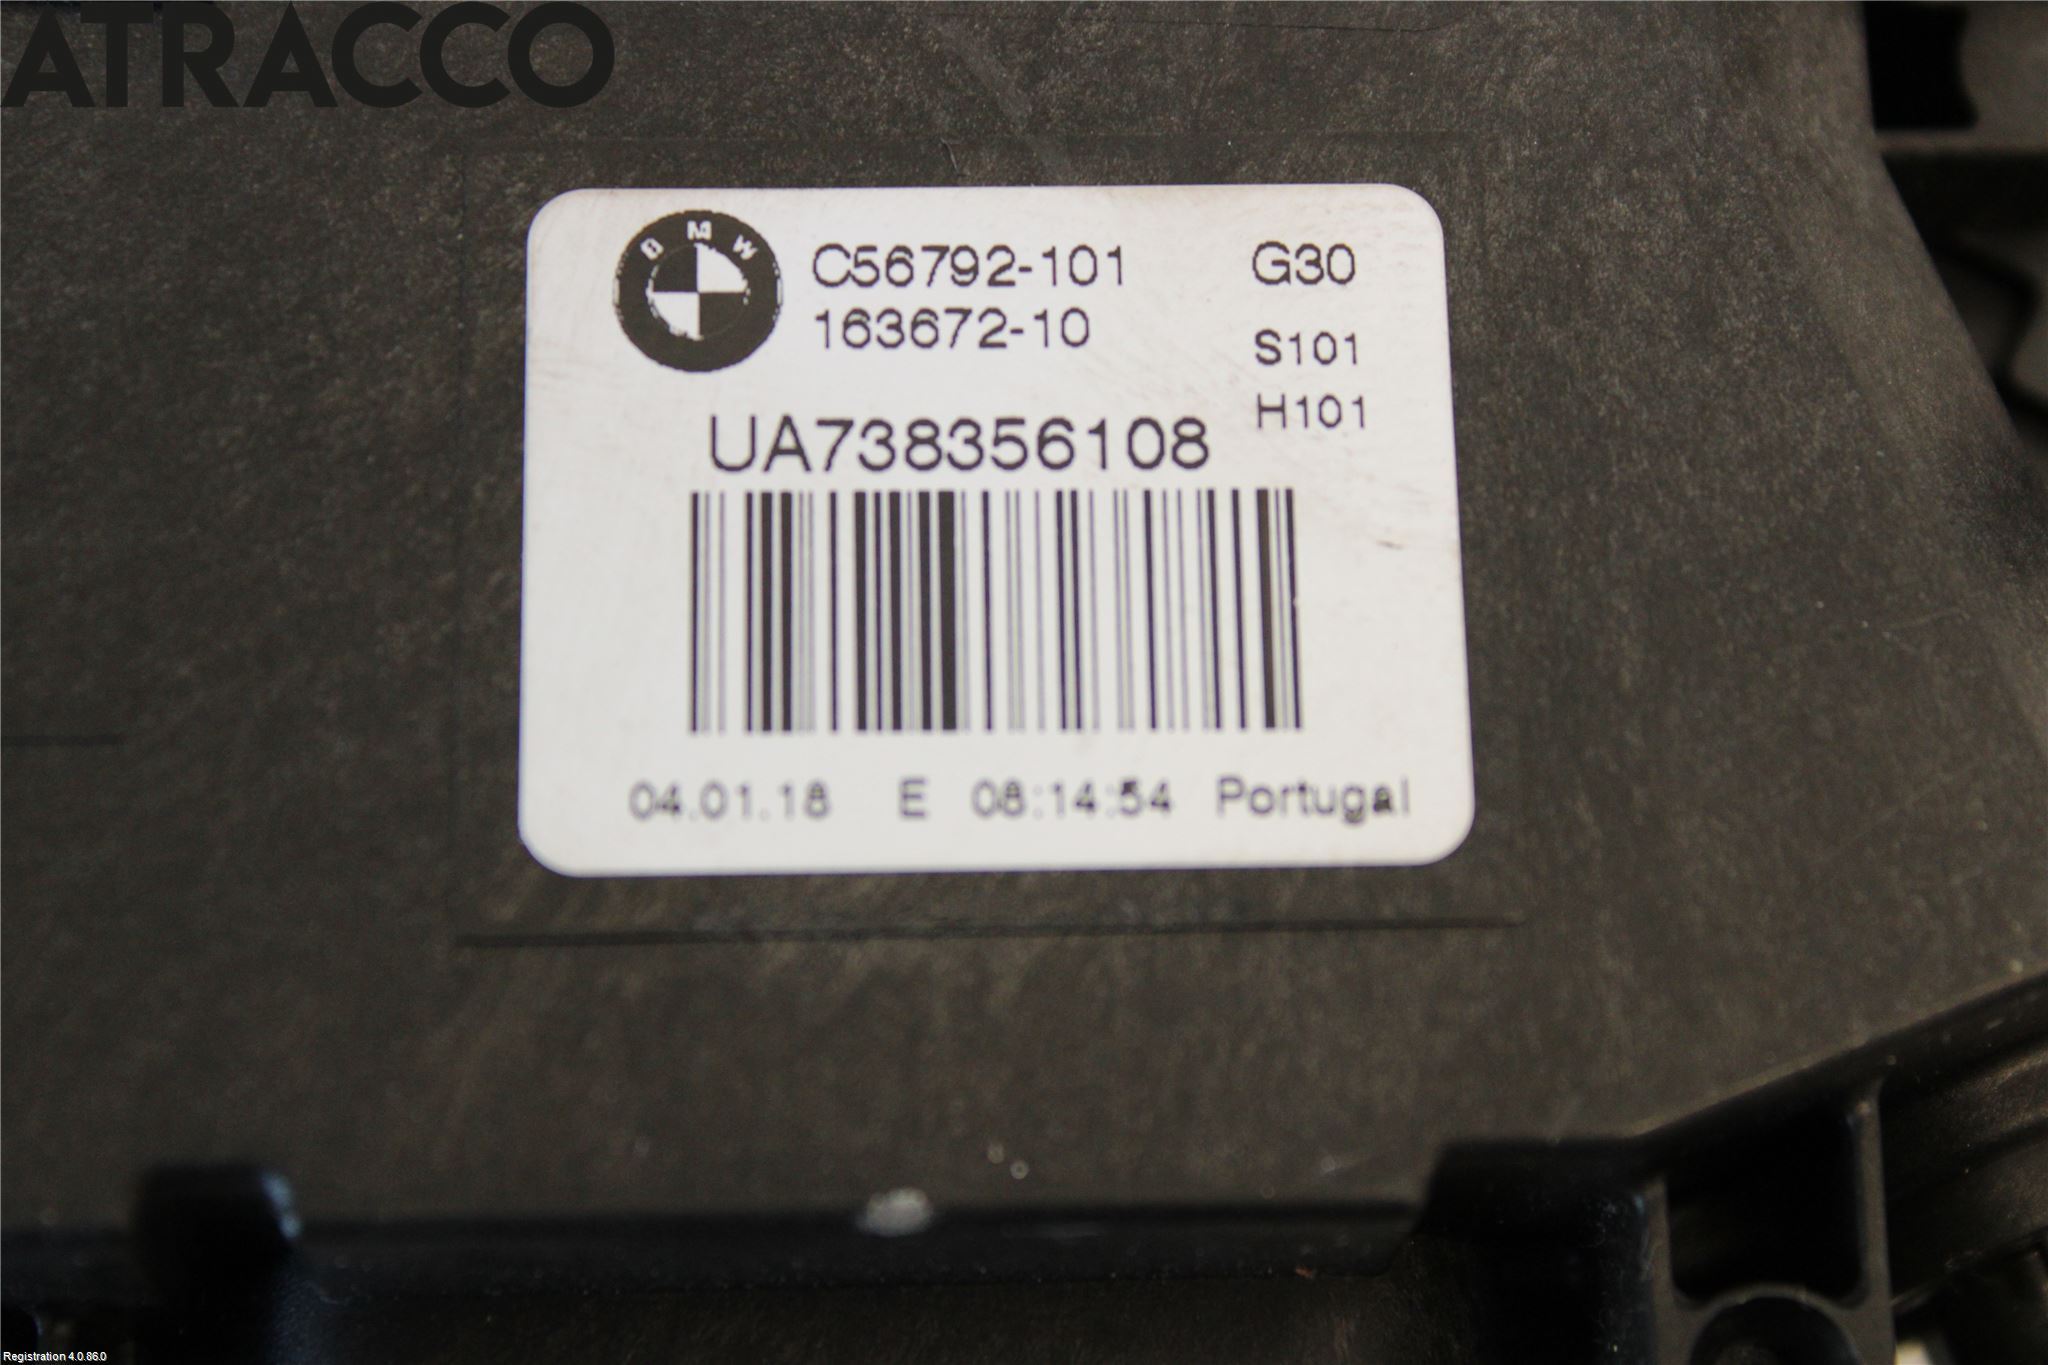 ATRACCO
BMW
C56792-101 G30
163672-10
S101
H101
UA738356108
04.01.18 E 08:14:54 Portugal
Registration 4.0.86.0